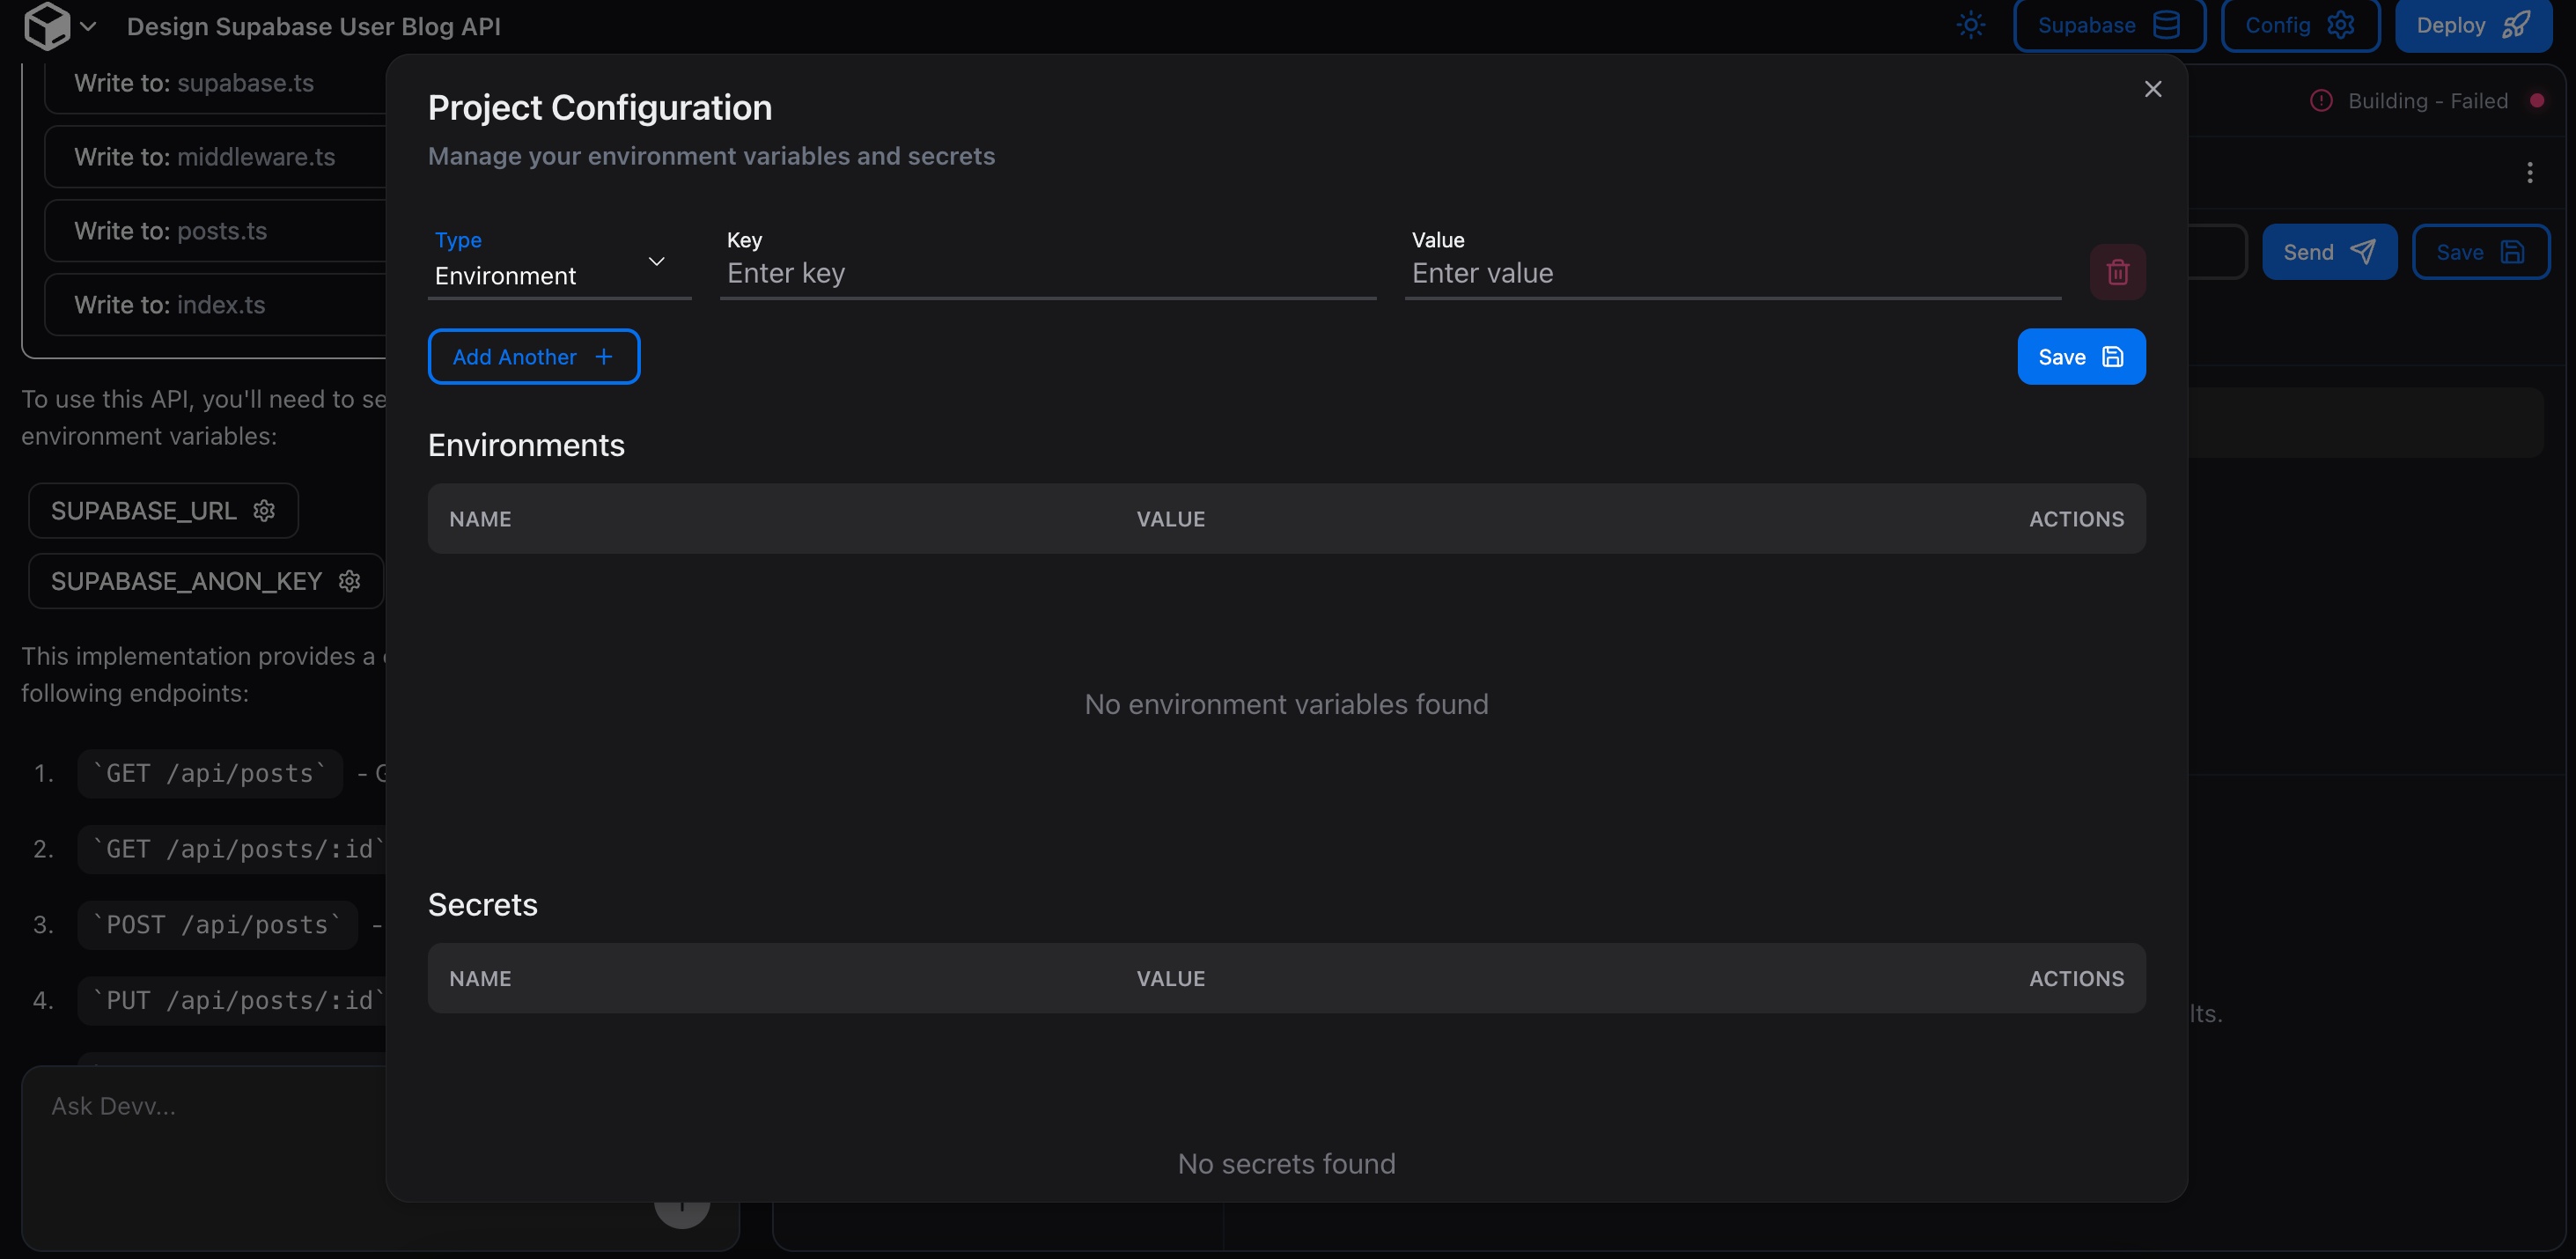 Design Supabase User Blog API
Supabase
Config
Deploy
Write to: supabase.ts
Write to: middleware.ts
Write to: posts.ts
Write to: index.ts
To use this API, you'll need to se
environment variables:
SUPABASE_URL
SUPABASE_ANON_KEY
This implementation provides a
following endpoints:
1. `GET /api/posts` - G
2. `GET /api/posts/:id`
3. `POST /api/posts` -
4. `PUT /api/posts/:id`
Ask Devv...
Project Configuration
Manage your environment variables and secrets
Type
Environment
Key
Enter key
Value
Enter value
Add Another +
Save
Environments
NAME VALUE ACTIONS
No environment variables found
Secrets
NAME VALUE ACTIONS
No secrets found
Building - Failed
Send
Save
lts.